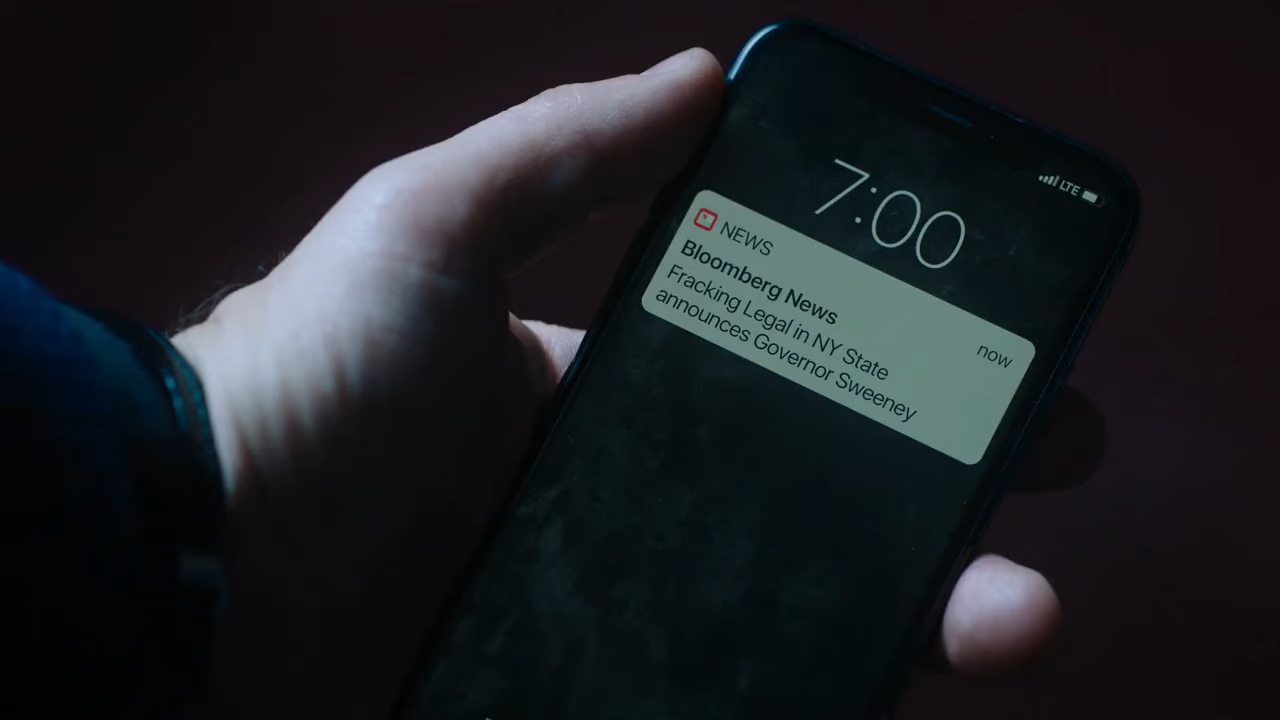 LTE
7:00
NEWS
Bloomberg News
now
Fracking Legal in NY State
announces Governor Sweeney